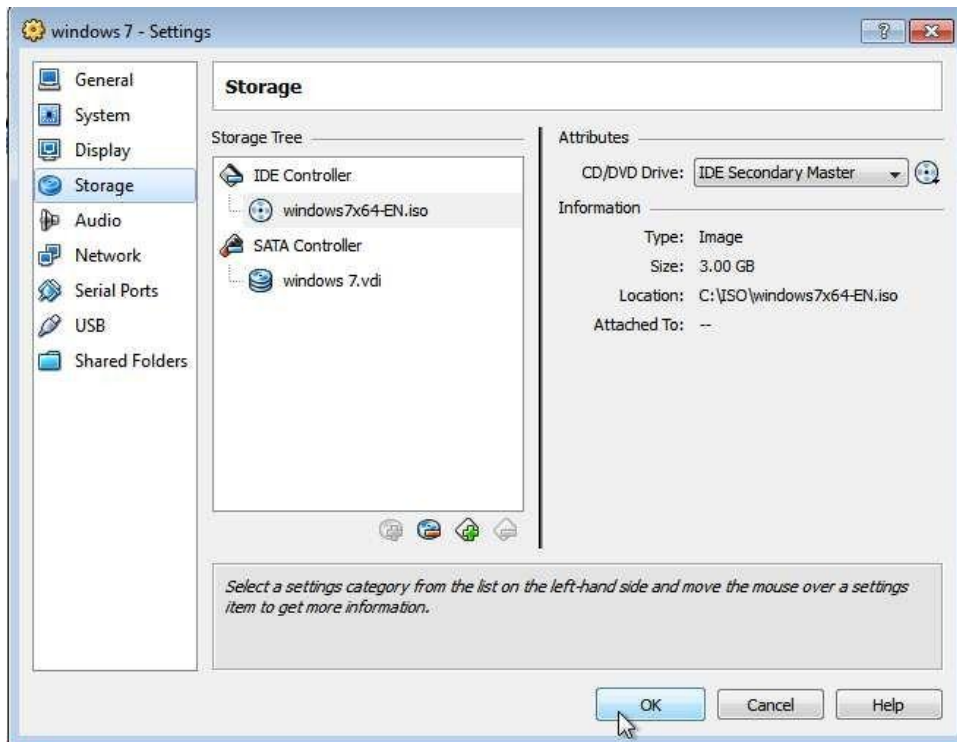 windows 7 - Settings
General
System
Display
Storage
Audio
Network
Serial Ports
USB
Shared Folders
Storage
Storage Tree
IDE Controller
windows7x64-EN.iso
SATA Controller
windows 7.vdi
Attributes
CD/DVD Drive: IDE Secondary Master
Information
Type: Image
Size: 3.00 GB
Location: C:\ISO\windows7x64-EN.iso
Attached To: --
Select a settings category from the list on the left-hand side and move the mouse over a settings
item to get more information.
OK Cancel Help